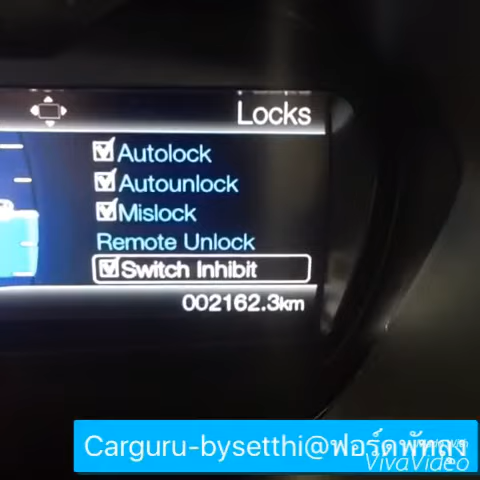 Locks
Autolock
Autounlock
Mislock
Remote Unlock
Switch Inhibit
002162.3km
Carguru-bysetthi@ฟอร์ดพัทลุง
VivaVideo